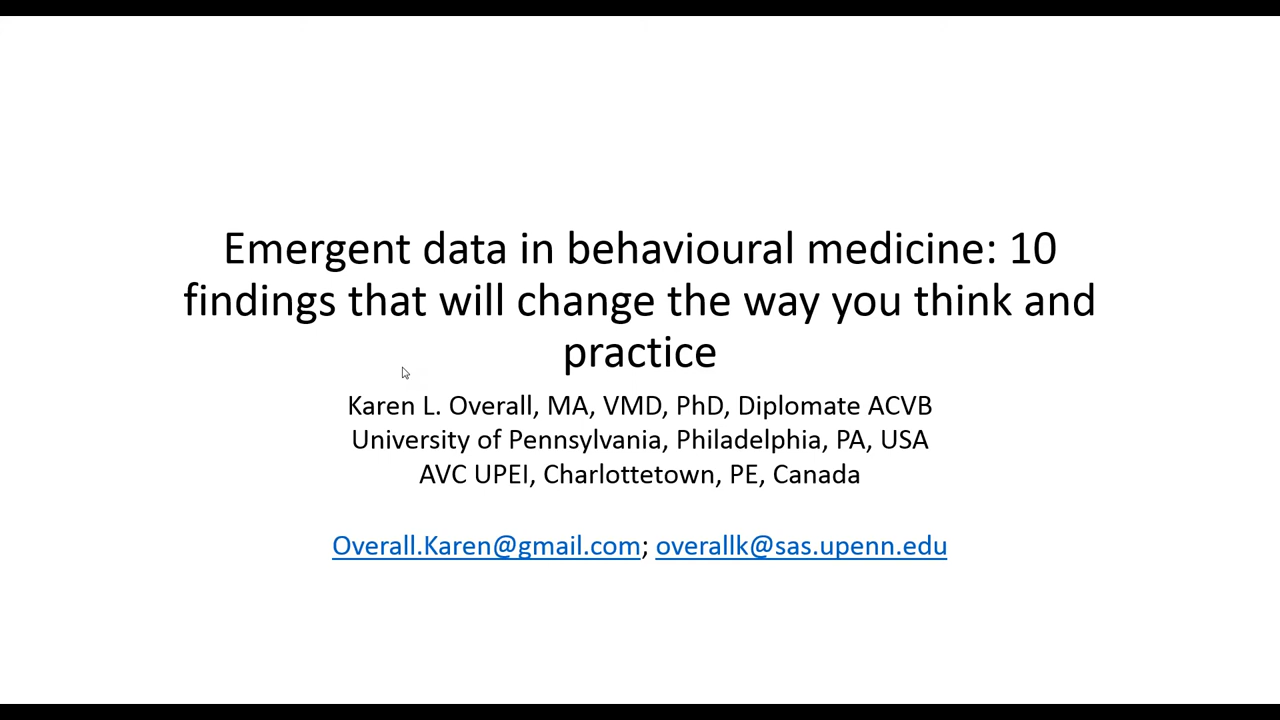 Emergent data in behavioural medicine: 10
findings that will change the way you think and
practice
Karen L. Overall, MA, VMD, PhD, Diplomate ACVB
University of Pennsylvania, Philadelphia, PA, USA
AVC UPEI, Charlottetown, PE, Canada
Overall.Karen@gmail.com; overallk@sas.upenn.edu